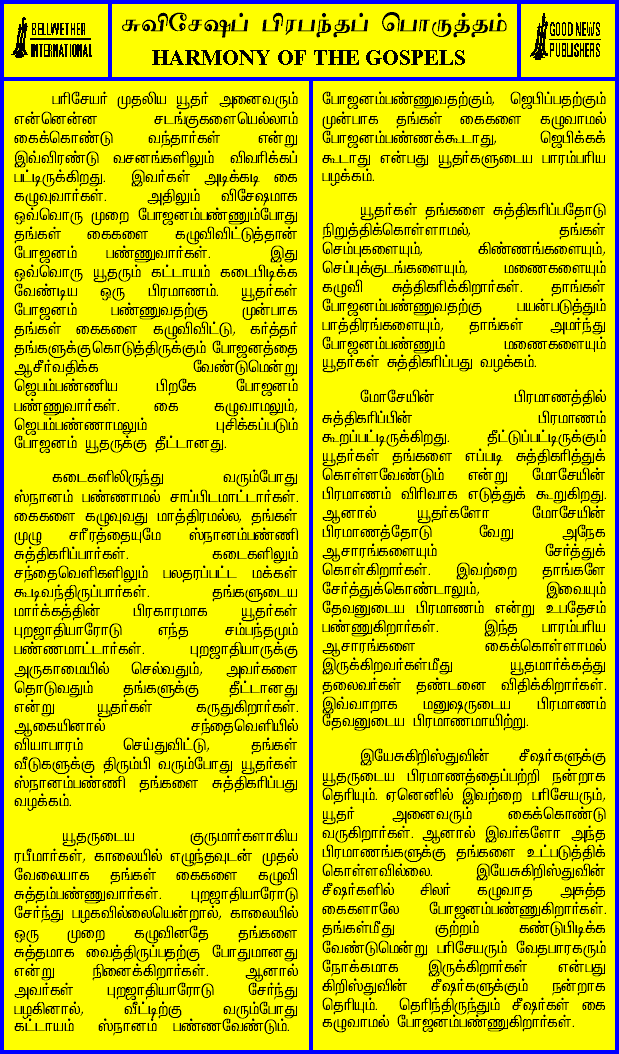 BELLWETHER
INTERNATIONAL
சுவிசேஷப் பிரபந்தப் பொருத்தம்
HARMONY OF THE GOSPELS
GOOD NEWS
PUBLISHERS
பரிசேயர் முதலிய யூதர் அனைவரும்
என்னென்ன சடங்குகளையெல்லாம்
கைக்கொண்டு வந்தார்கள் என்று
இவ்விரண்டு வசனங்களிலும் விவரிக்கப்
பட்டிருக்கிறது. இவர்கள் அடிக்கடி கை
கழுவுவார்கள். அதிலும் விசேஷமாக
ஒவ்வொரு முறை போஜனம்பண்ணும்போது
தங்கள் கைகளை கழுவிவிட்டுத்தான்
போஜனம் பண்ணுவார்கள். இது
ஒவ்வொரு யூதரும் கட்டாயம் கடைபிடிக்க
வேண்டிய ஒரு பிரமாணம். யூதர்கள்
போஜனம் பண்ணுவதற்கு முன்பாக
தங்கள் கைகளை கழுவிவிட்டு, கர்த்தர்
தங்களுக்குகொடுத்திருக்கும் போஜனத்தை
ஆசீர்வதிக்க வேண்டுமென்று
ஜெபம்பண்ணிய பிறகே போஜனம்
பண்ணுவார்கள். கை கழுவாமலும்,
ஜெபம்பண்ணாமலும் புசிக்கப்படும்
போஜனம் யூதருக்கு தீட்டானது.
கடைகளிலிருந்து வரும்போது
ஸ்நானம் பண்ணாமல் சாப்பிடமாட்டார்கள்.
கைகளை கழுவுவது மாத்திரமல்ல, தங்கள்
முழு சரீரத்தையுமே ஸ்நானம்பண்ணி
சுத்திகரிப்பார்கள். கடைகளிலும்
சந்தைவெளிகளிலும் பலதரப்பட்ட மக்கள்
கூடிவந்திருப்பார்கள். தங்களுடைய
மார்க்கத்தின் பிரகாரமாக யூதர்கள்
புறஜாதியாரோடு எந்த சம்பந்தமும்
பண்ணமாட்டார்கள். புறஜாதியாருக்கு
அருகாமையில் செல்வதும், அவர்களை
தொடுவதும் தங்களுக்கு தீட்டானது
என்று யூதர்கள் கருதுகிறார்கள்.
ஆகையினால் சந்தைவெளியில்
வியாபாரம் செய்துவிட்டு, தங்கள்
வீடுகளுக்கு திரும்பி வரும்போது யூதர்கள்
ஸ்நானம்பண்ணி தங்களை சுத்திகரிப்பது
வழக்கம்.
யூதருடைய குருமார்களாகிய
ரபீமார்கள், காலையில் எழுந்தவுடன் முதல்
வேலையாக தங்கள் கைகளை கழுவி
சுத்தம்பண்ணுவார்கள். புறஜாதியாரோடு
சேர்ந்து பழகவில்லையென்றால், காலையில்
ஒரு முறை கழுவினதே தங்களை
சுத்தமாக வைத்திருப்பதற்கு போதுமானது
என்று நினைக்கிறார்கள். ஆனால்
அவர்கள் புறஜாதியாரோடு சேர்ந்து
பழகினால், வீட்டிற்கு வரும்போது
கட்டாயம் ஸ்நானம் பண்ணவேண்டும்.
போஜனம்பண்ணுவதற்கும், ஜெபிப்பதற்கும்
முன்பாக தங்கள் கைகளை கழுவாமல்
போஜனம்பண்ணக்கூடாது, ஜெபிக்கக்
கூடாது என்பது யூதர்களுடைய பாரம்பரிய
பழக்கம்.
யூதர்கள் தங்களை சுத்திகரிப்பதோடு
நிறுத்திக்கொள்ளாமல், தங்கள்
செம்புகளையும், கிண்ணங்களையும்,
செப்புக்குடங்களையும், மணைகளையும்
கழுவி சுத்திகரிக்கிறார்கள். தாங்கள்
போஜனம்பண்ணுவதற்கு பயன்படுத்தும்
பாத்திரங்களையும், தாங்கள் அமர்ந்து
போஜனம்பண்ணும் மணைகளையும்
யூதர்கள் சுத்திகரிப்பது வழக்கம்.
மோசேயின் பிரமாணத்தில்
சுத்திகரிப்பின் பிரமாணம்
கூறப்பட்டிருக்கிறது. தீட்டுப்பட்டிருக்கும்
யூதர்கள் தங்களை எப்படி சுத்திகரித்துக்
கொள்ளவேண்டும் என்று மோசேயின்
பிரமாணம் விரிவாக எடுத்துக் கூறுகிறது.
ஆனால் யூதர்களோ மோசேயின்
பிரமாணத்தோடு வேறு அநேக
ஆசாரங்களையும் சேர்த்துக்
கொள்கிறார்கள். இவற்றை தாங்களே
சேர்த்துக்கொண்டாலும், இவையும்
தேவனுடைய பிரமாணம் என்று உபதேசம்
பண்ணுகிறார்கள். இந்த பாரம்பரிய
ஆசாரங்களை கைக்கொள்ளாமல்
இருக்கிறவர்கள்மீது யூதமார்க்கத்து
தலைவர்கள் தண்டனை விதிக்கிறார்கள்.
இவ்வாறாக மனுஷருடைய பிரமாணம்
தேவனுடைய பிரமாணமாயிற்று.
இயேசுகிறிஸ்துவின் சீஷர்களுக்கு
யூதருடைய பிரமாணத்தைப்பற்றி நன்றாக
தெரியும். ஏனெனில் இவற்றை பரிசேயரும்,
யூதர் அனைவரும் கைக்கொண்டு
வருகிறார்கள். ஆனால் இவர்களோ அந்த
பிரமாணங்களுக்கு தங்களை உட்படுத்திக்
கொள்ளவில்லை. இயேசுகிறிஸ்துவின்
சீஷர்களில் சிலர் கழுவாத அசுத்த
கைகளாலே போஜனம்பண்ணுகிறார்கள்.
தங்கள்மீது குற்றம் கண்டுபிடிக்க
வேண்டுமென்று பரிசேயரும் வேதபாரகரும்
நோக்கமாக இருக்கிறார்கள் என்பது
கிறிஸ்துவின் சீஷர்களுக்கும் நன்றாக
தெரியும். தெரிந்திருந்தும் சீஷர்கள் கை
கழுவாமல் போஜனம்பண்ணுகிறார்கள்.